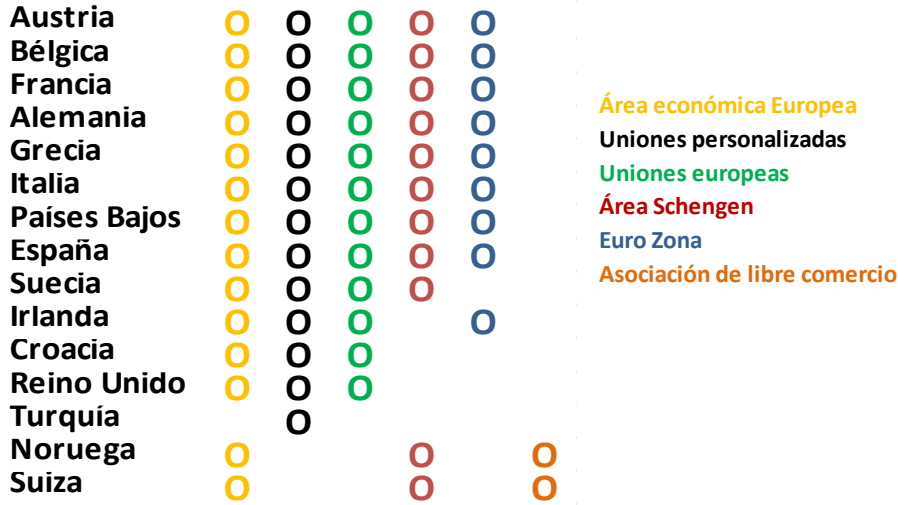 Austria O O O O O
Bélgica O O O O O
Francia O O O O O
Alemania O O O O O
Grecia O O O O O
Italia O O O O O
Países Bajos O O O O O
España O O O O O
Suecia O O O O
Irlanda O O O O
Croacia O O O
Reino Unido O O O
Turquía O
Noruega O O O
Suiza O O O
Área económica Europea
Uniones personalizadas
Uniones europeas
Área Schengen
Euro Zona
Asociación de libre comercio